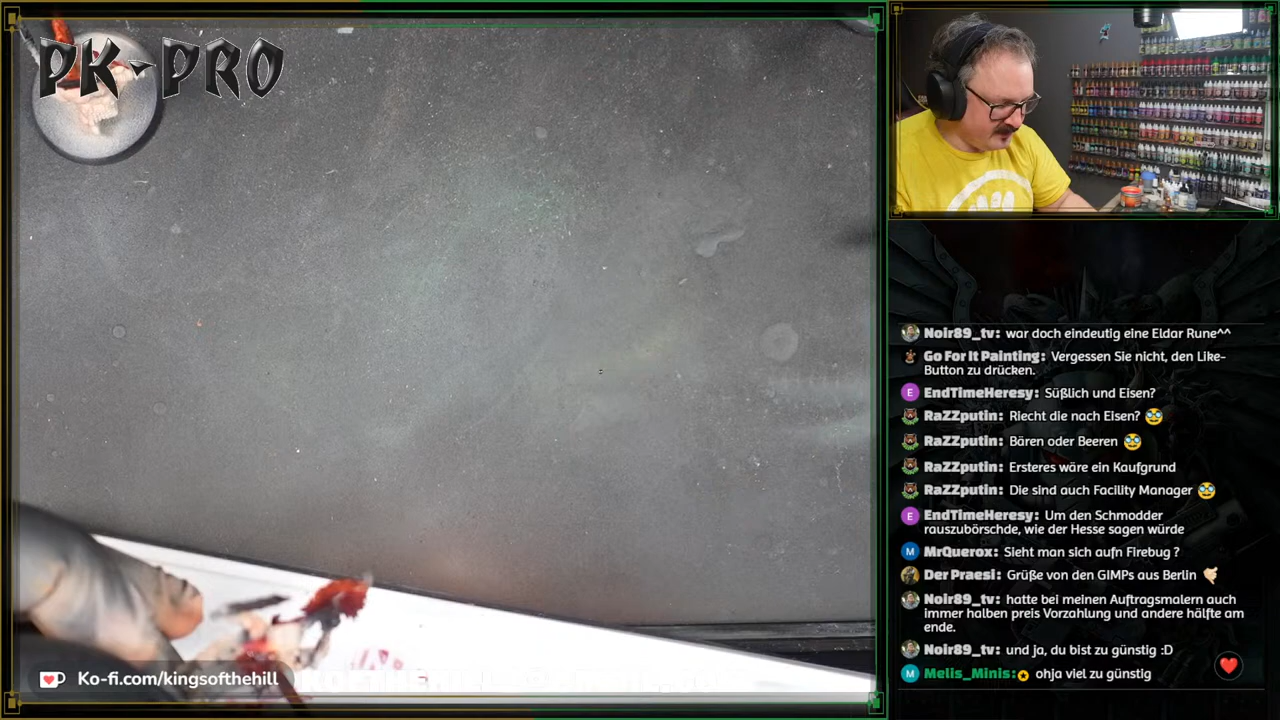 PK-PRO
Noir89_tv: war doch eindeutig eine Eldar Rune^^
Go For It Painting: Vergessen Sie nicht, den Like-
Button zu drücken.
E EndTimeHeresy: Süßlich und Eisen?
RaZZputin: Riecht die nach Eisen?
RaZZputin: Bären oder Beeren
RaZZputin: Ersteres wäre ein Kaufgrund
RaZZputin: Die sind auch Facility Manager
E EndTimeHeresy: Um den Schmodder
rauszubörschde, wie der Hesse sagen würde
M MrQuerox: Sieht man sich aufn Firebug ?
Der Praesi: Grüße von den GIMPs aus Berlin
Noir89_tv: hatte bei meinen Auftragsmalern auch
immer halben preis Vorzahlung und andere hälfte am
ende.
Noir89_tv: und ja, du bist zu günstig :D
M Melis_Minis: ohja viel zu günstig
Ko-fi.com/kingsofthehill